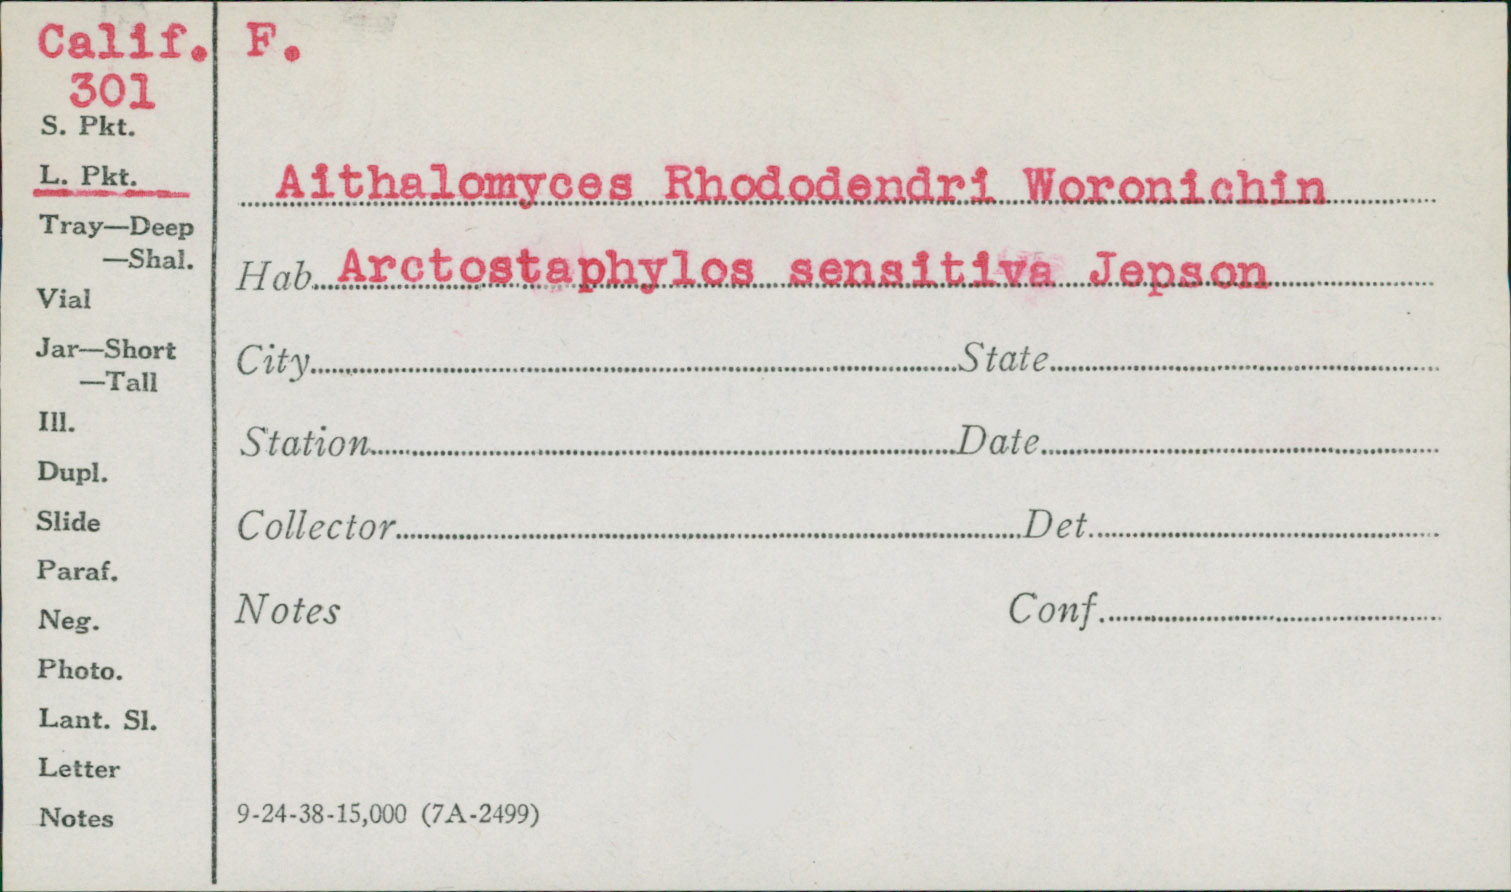 Calif. F.
301
S. Pkt.
L. Pkt.
Aithalomyces Rhododendri Woronichin
Tray—Deep
—Shal.
Hab. Arctostaphylos sensitiva Jepson
Vial
Jar—Short
—Tall
City State
Ill.
Station Date
Dupl.
Slide
Collector Det.
Paraf.
Neg.
Notes Conf.
Photo.
Lant. Sl.
Letter
Notes
9-24-38-15,000 (7A-2499)